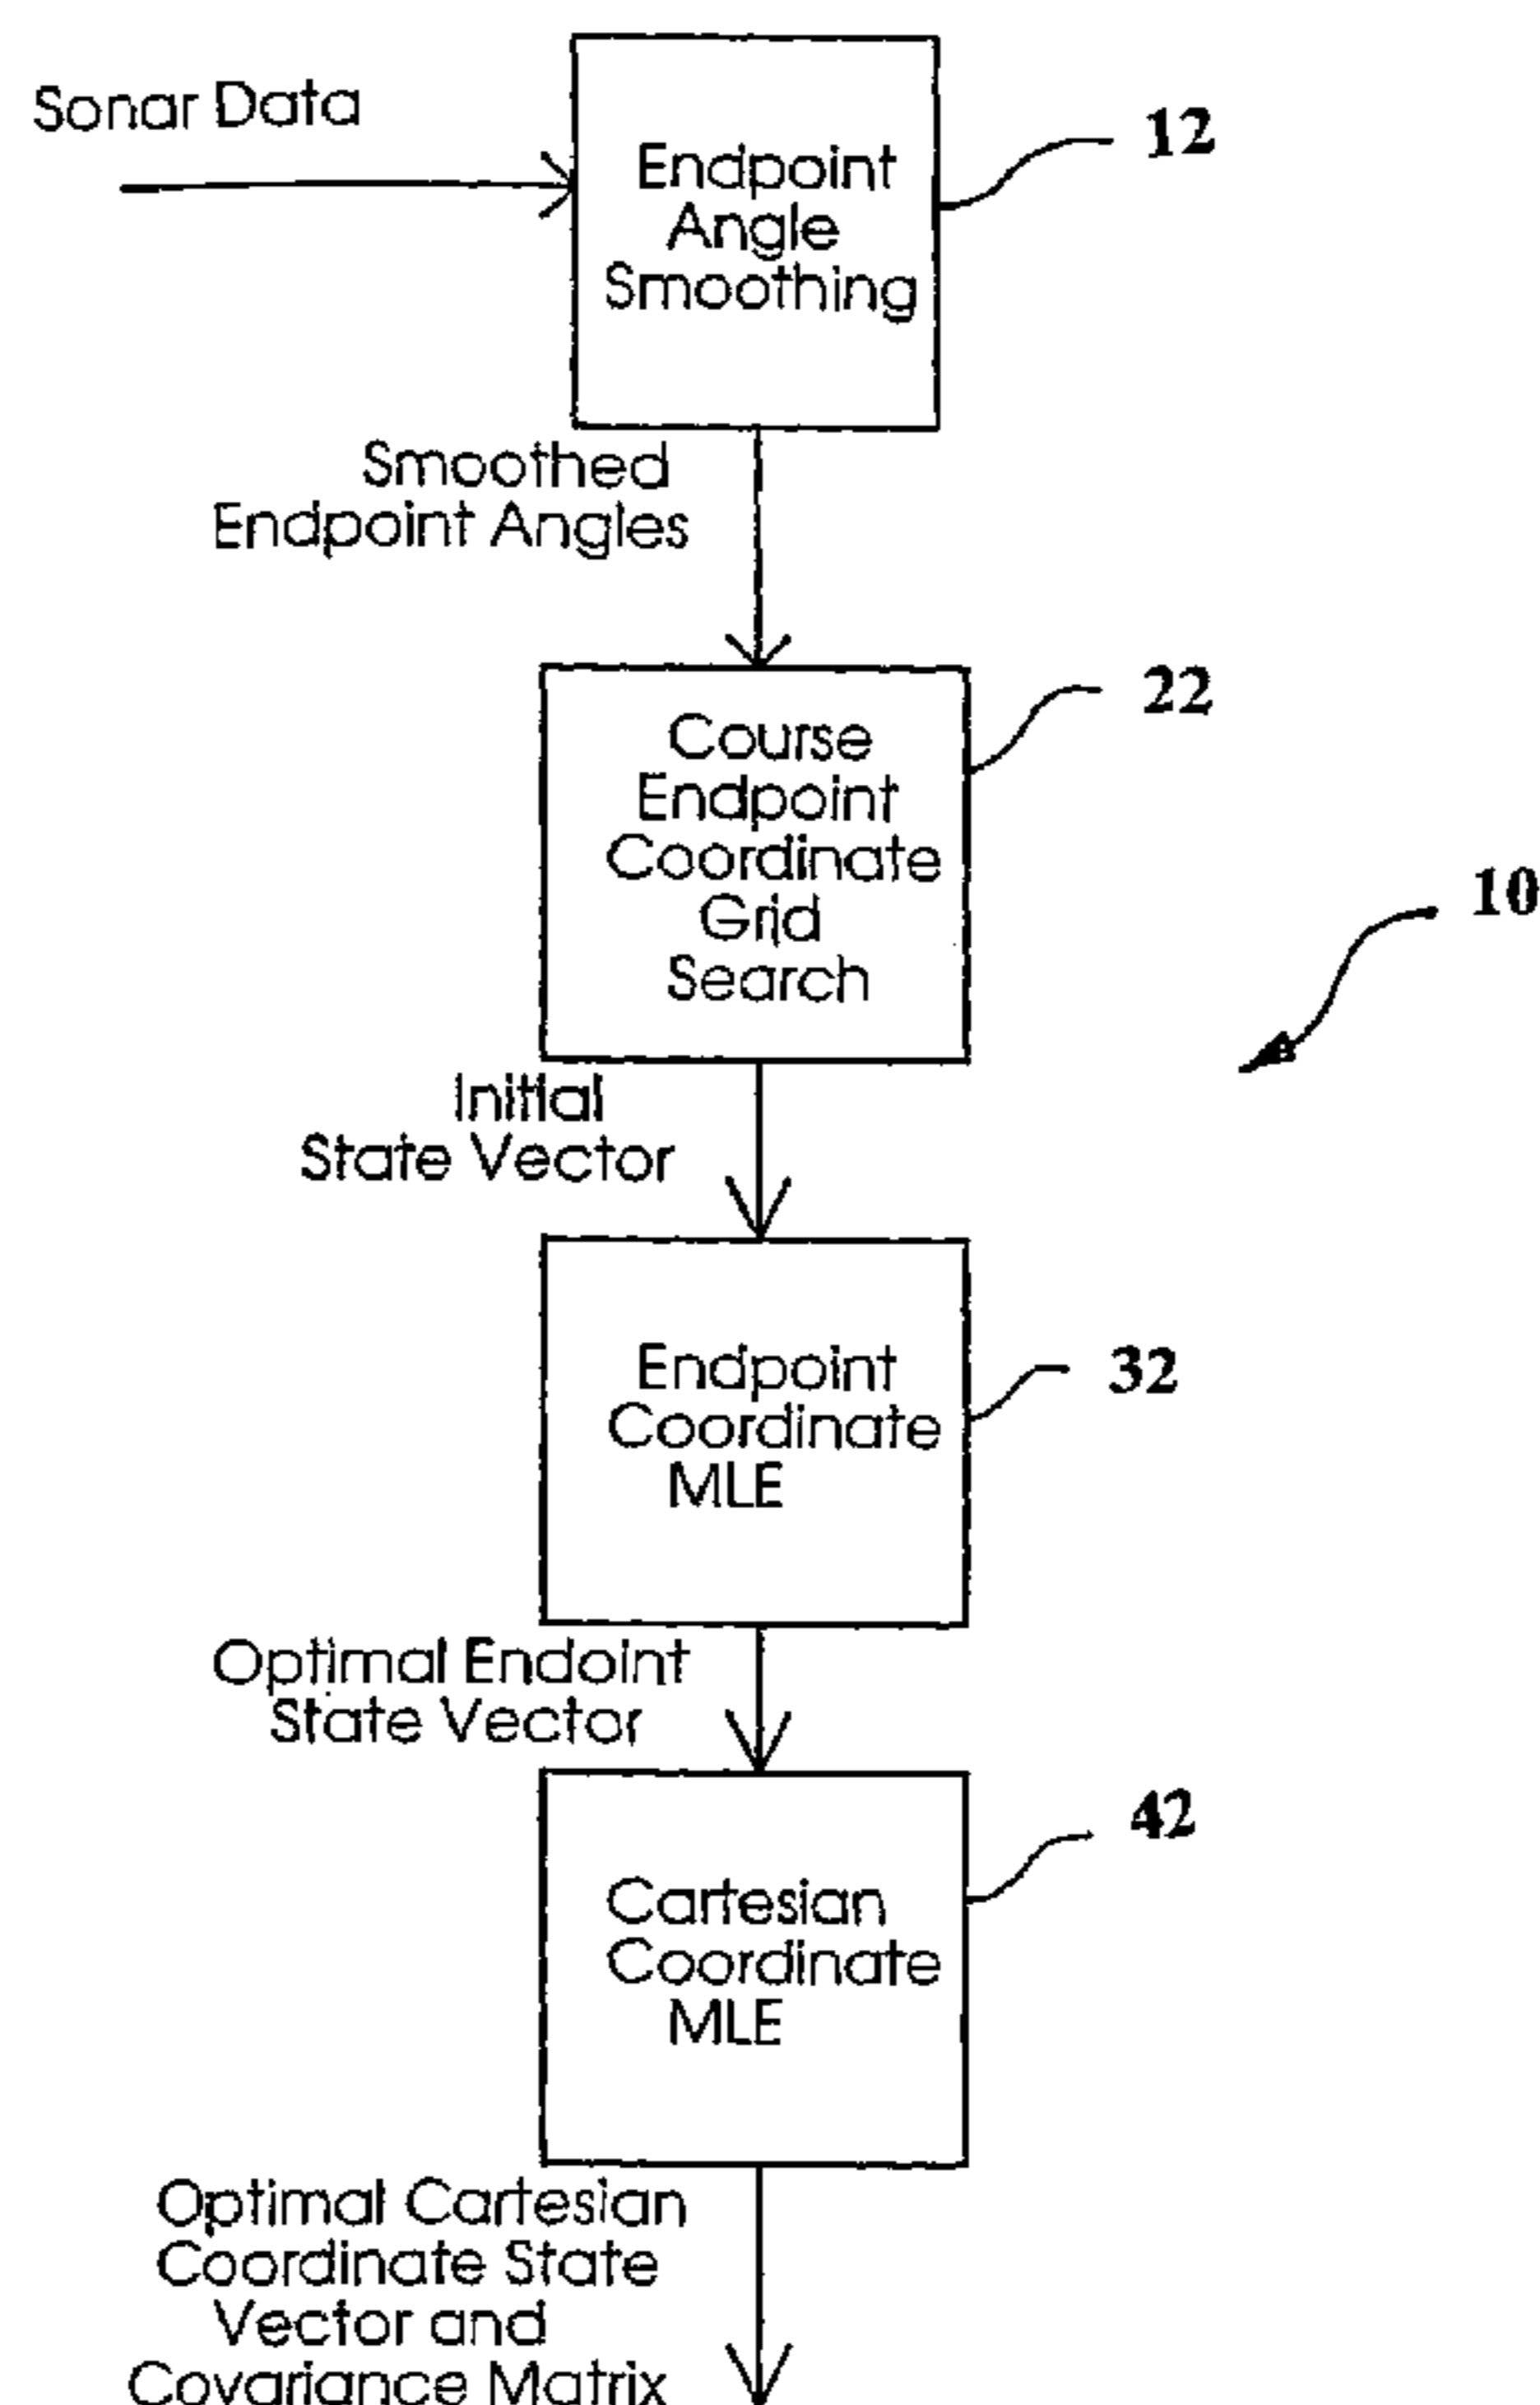 Sonar Data
Endpoint
Angle
Smoothing
12
Smoothed
Endpoint Angles
22
Course
Endpoint
Coordinate
Grid
Search
10
Initial
State Vector
32
Endpoint
Coordinate
MLE
Optimal Endoint
State Vector
42
Cartesian
Coordinate
MLE
Optimal Cartesian
Coordinate State
Vector and
Covariance Matrix